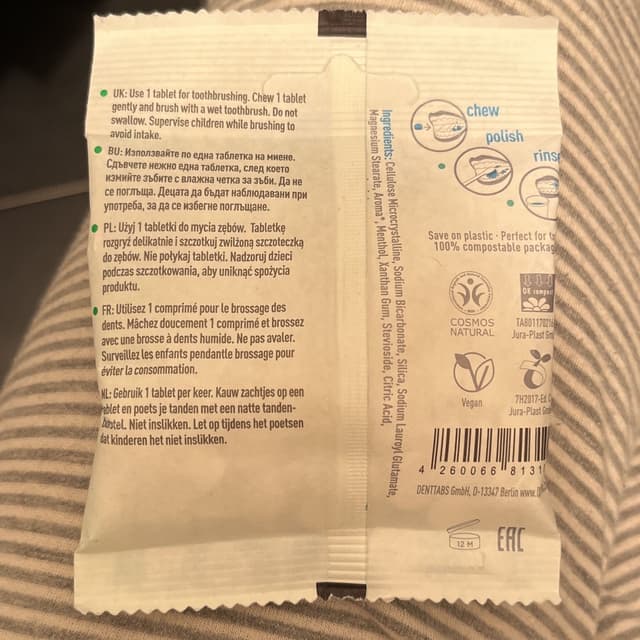 UK: Use 1 tablet for toothbrushing. Chew 1 tablet
gently and brush with a wet toothbrush. Do not
swallow. Supervise children while brushing to
avoid intake.
BU: Използвайте по една таблетка на миене.
Сдъвчете нежно една таблетка, след което
измийте зъбите с влажна четка за зъби. Да не
се поглъща. Децата да бъдат наблюдавани при
употреба, за да се избегне поглъщане.
PL: Użyj 1 tabletki do mycia zębów. Tabletkę
rozgryź delikatnie i szczotkuj zwilżoną szczoteczką
do zębów. Nie połykaj tabletki. Nadzoruj dzieci
podczas szczotkowania, aby uniknąć spożycia
produktu.
FR: Utilisez 1 comprimé pour le brossage des
dents. Mâchez doucement 1 comprimé et brossez
avec une brosse à dents humide. Ne pas avaler.
Surveillez les enfants pendantle brossage pour
éviter la consommation.
NL: Gebruik 1 tablet per keer. Kauw zachtjes op een
tablet en poets je tanden met een natte tanden-
borstel. Niet inslikken. Let op tijdens het poetsen
dat kinderen het niet inslikken.
Ingredients: Cellulose Microcrystalline, Sodium Bicarbonate, Silica, Sodium Lauroyl Glutamate,
Magnesium Stearate, Aroma*, Menthol, Xanthan Gum, Stevioside, Citric Acid,
chew
polish
rinse
Save on plastic · Perfect for
100% compostable
COSMOS
NATURAL
OK
TA8011702161
Jura-Plast
Vegan
7H2017-Ed.
Jura-Plast
4 260066 8131
DENTTABS GmbH, D-13347 Berlin
12 M
EAC